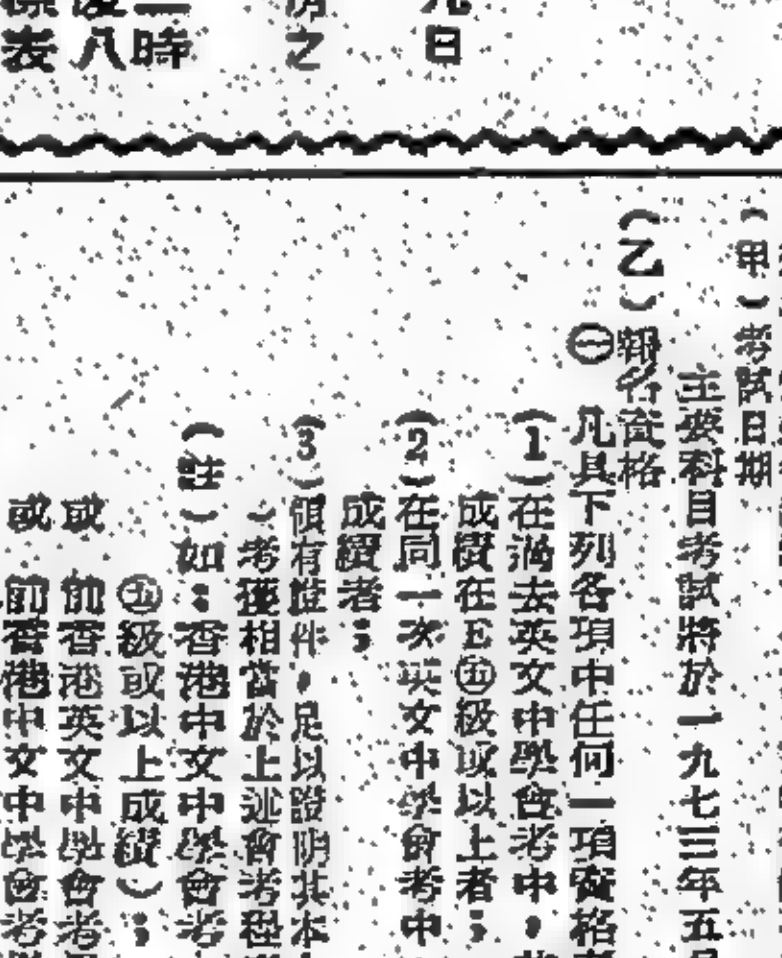 九日
之
二時
八
表
(甲)考試日期
主要科目考試將於一九七三年五月
(乙)報名資格
㊀凡具下列各項中任何一項資格者
(1)在過去英文中學會考中,
成績在E㊄級或以上者;
(2)在同一次英文中學會考中
成績者;
(3)領有證件,足以證明其本
)考獲相當於上述會考程
(註)如:香港中文中學會考
㊄級或以上成績);
或 前香港英文中學會考
或 前香港中文中學會考